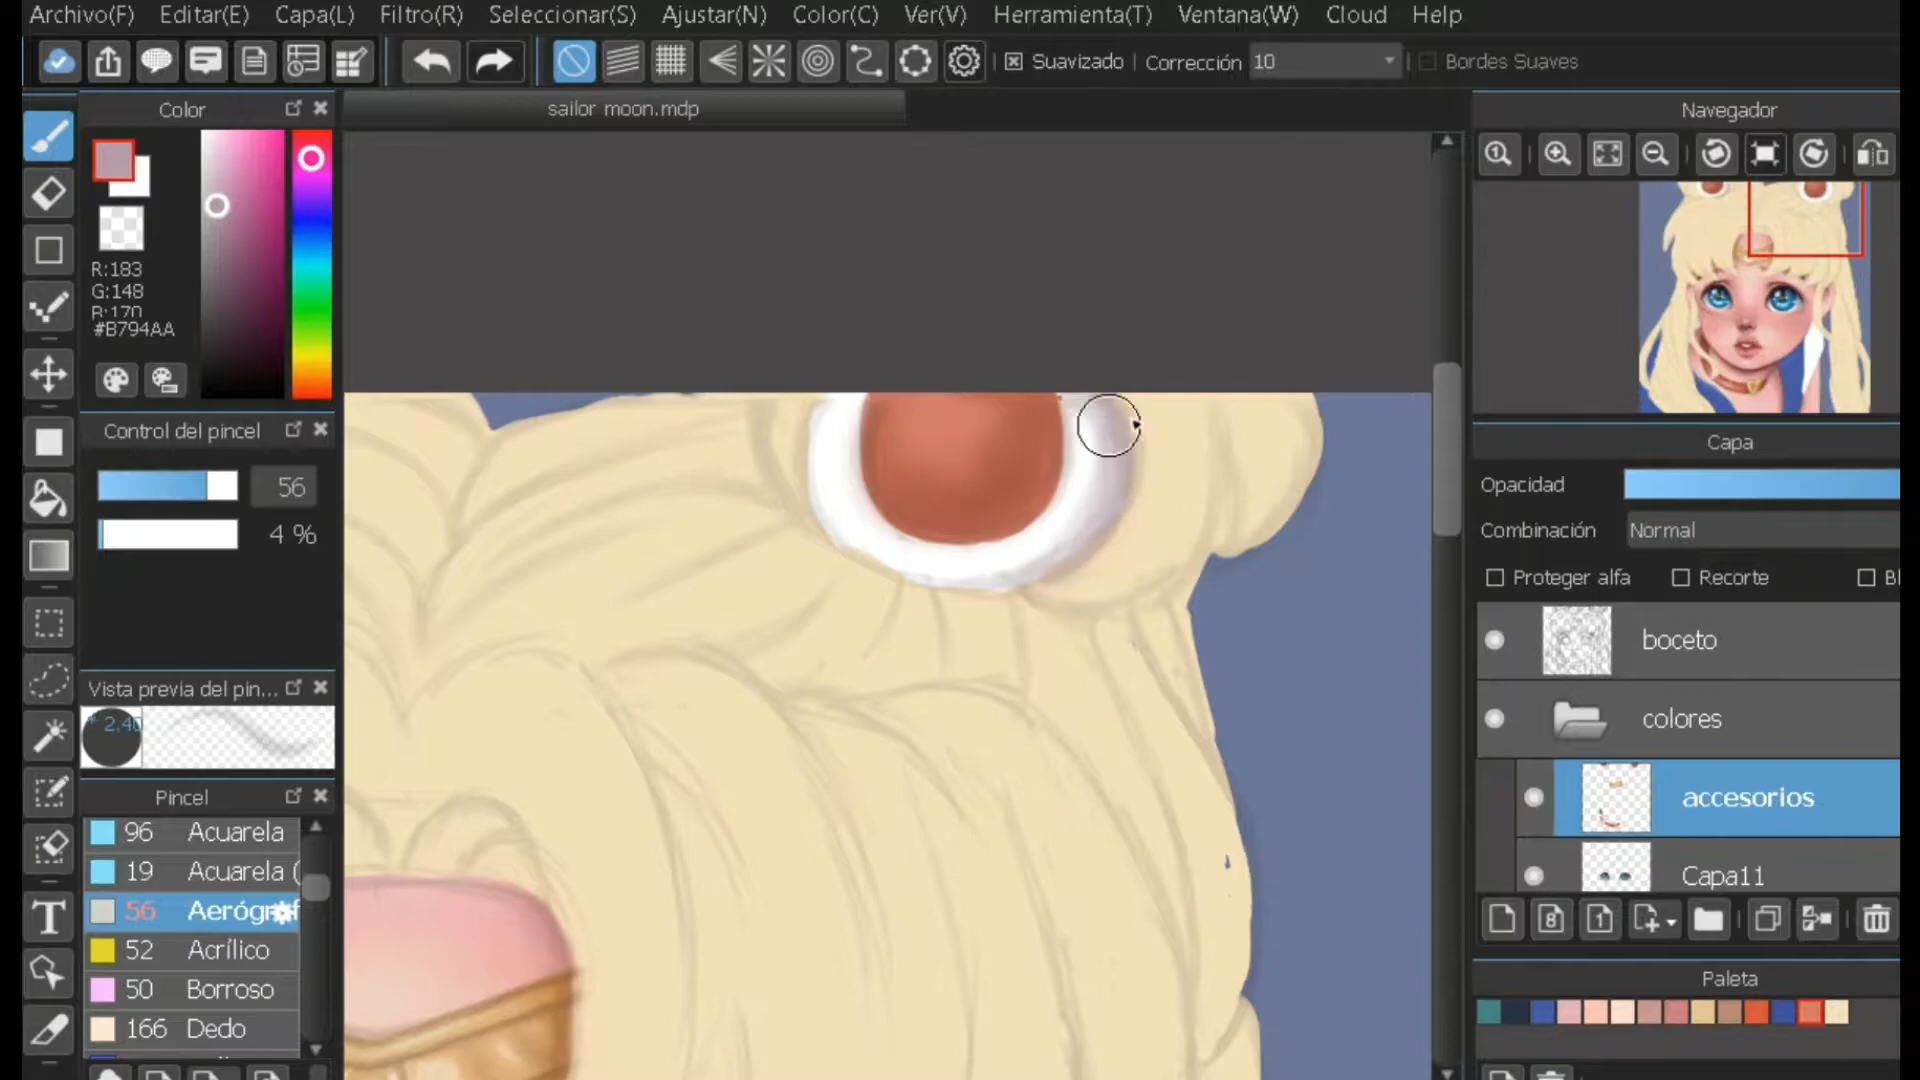 Archivo(F) Editar(E) Capa(L) Filtro(R) Seleccionar(S) Ajustar(N) Color(C) Ver(V) Herramienta(T) Ventana(W) Cloud Help
Suavizado Corrección 10 Bordes Suaves
Color
sailor moon.mdp
Navegador
R:183
G:148
B:170
#B794AA
Control del pincel
56
4 %
Capa
Opacidad
Combinación Normal
Proteger alfa Recorte
boceto
colores
accesorios
Capa11
Vista previa del pin...
Pincel
96 Acuarela
19 Acuarela (
56
52 Acrílico
50 Borroso
166 Dedo
Paleta